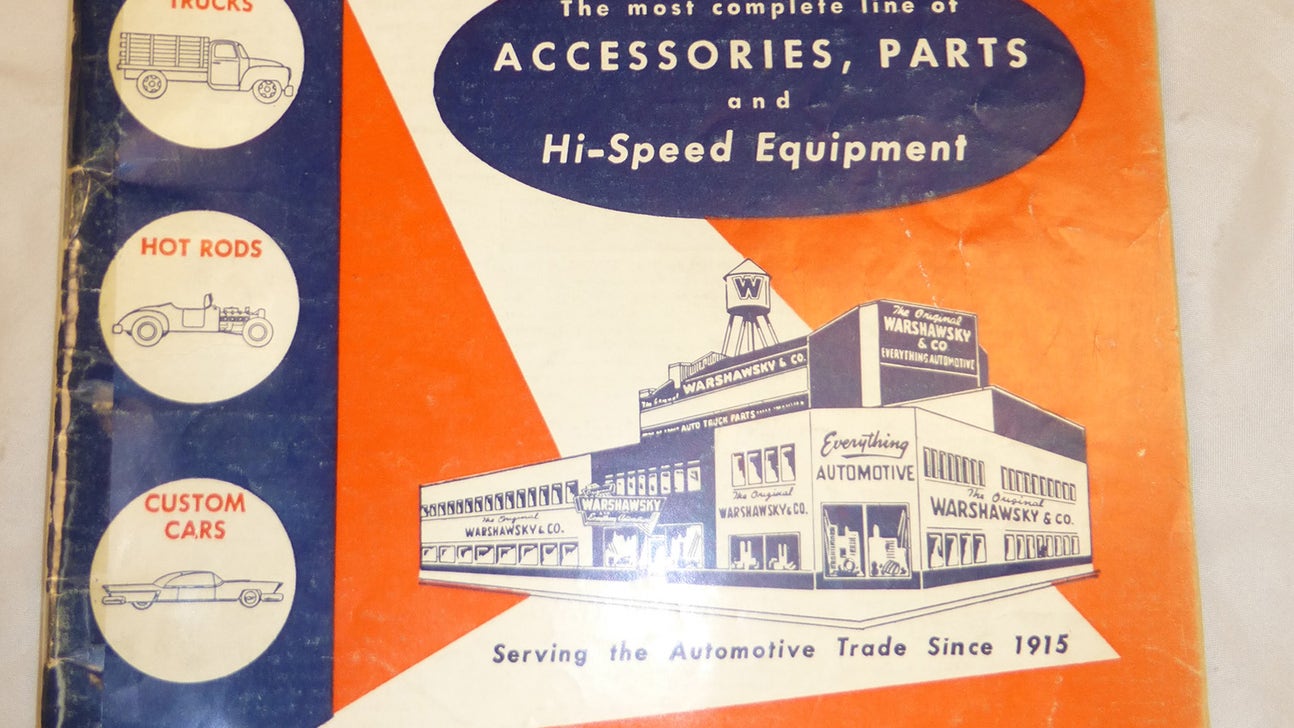 TRUCKS
The most complete line of
ACCESSORIES, PARTS
and
Hi-Speed Equipment
HOT RODS
W
The Original
WARSHAWSKY
& CO
EVERYTHING AUTOMOTIVE
WARSHAWSKY & CO.
AUTO TRUCK PARTS
Everything
AUTOMOTIVE
The Original
WARSHAWSKY & CO.
WARSHAWSKY
The Original
WARSHAWSKY & CO.
The Original
WARSHAWSKY & CO.
CUSTOM
CARS
Serving the Automotive Trade Since 1915